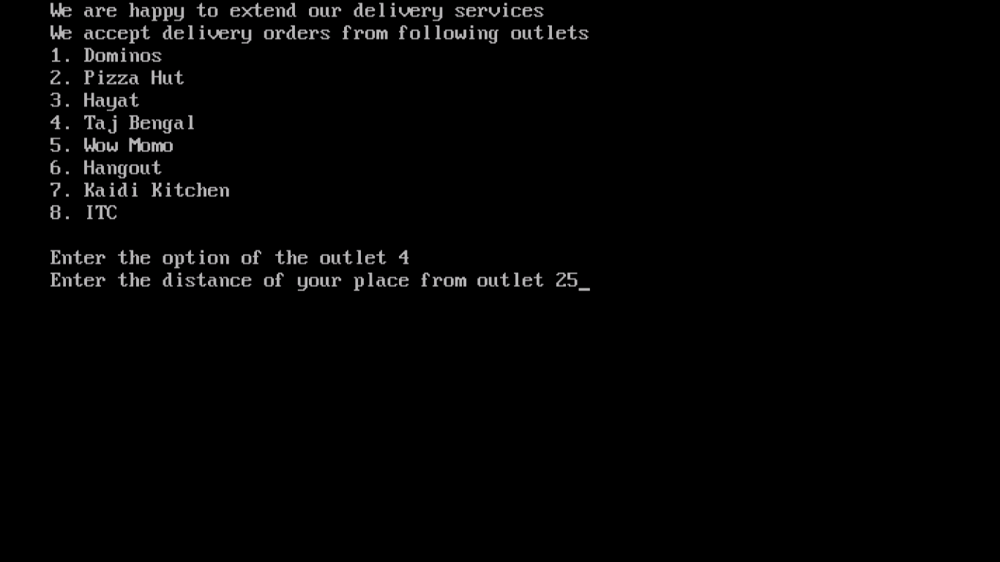 We are happy to extend our delivery services
We accept delivery orders from following outlets
1. Dominos
2. Pizza Hut
3. Hayat
4. Taj Bengal
5. Wow Momo
6. Hangout
7. Kaidi Kitchen
8. ITC
Enter the option of the outlet 4
Enter the distance of your place from outlet 25_